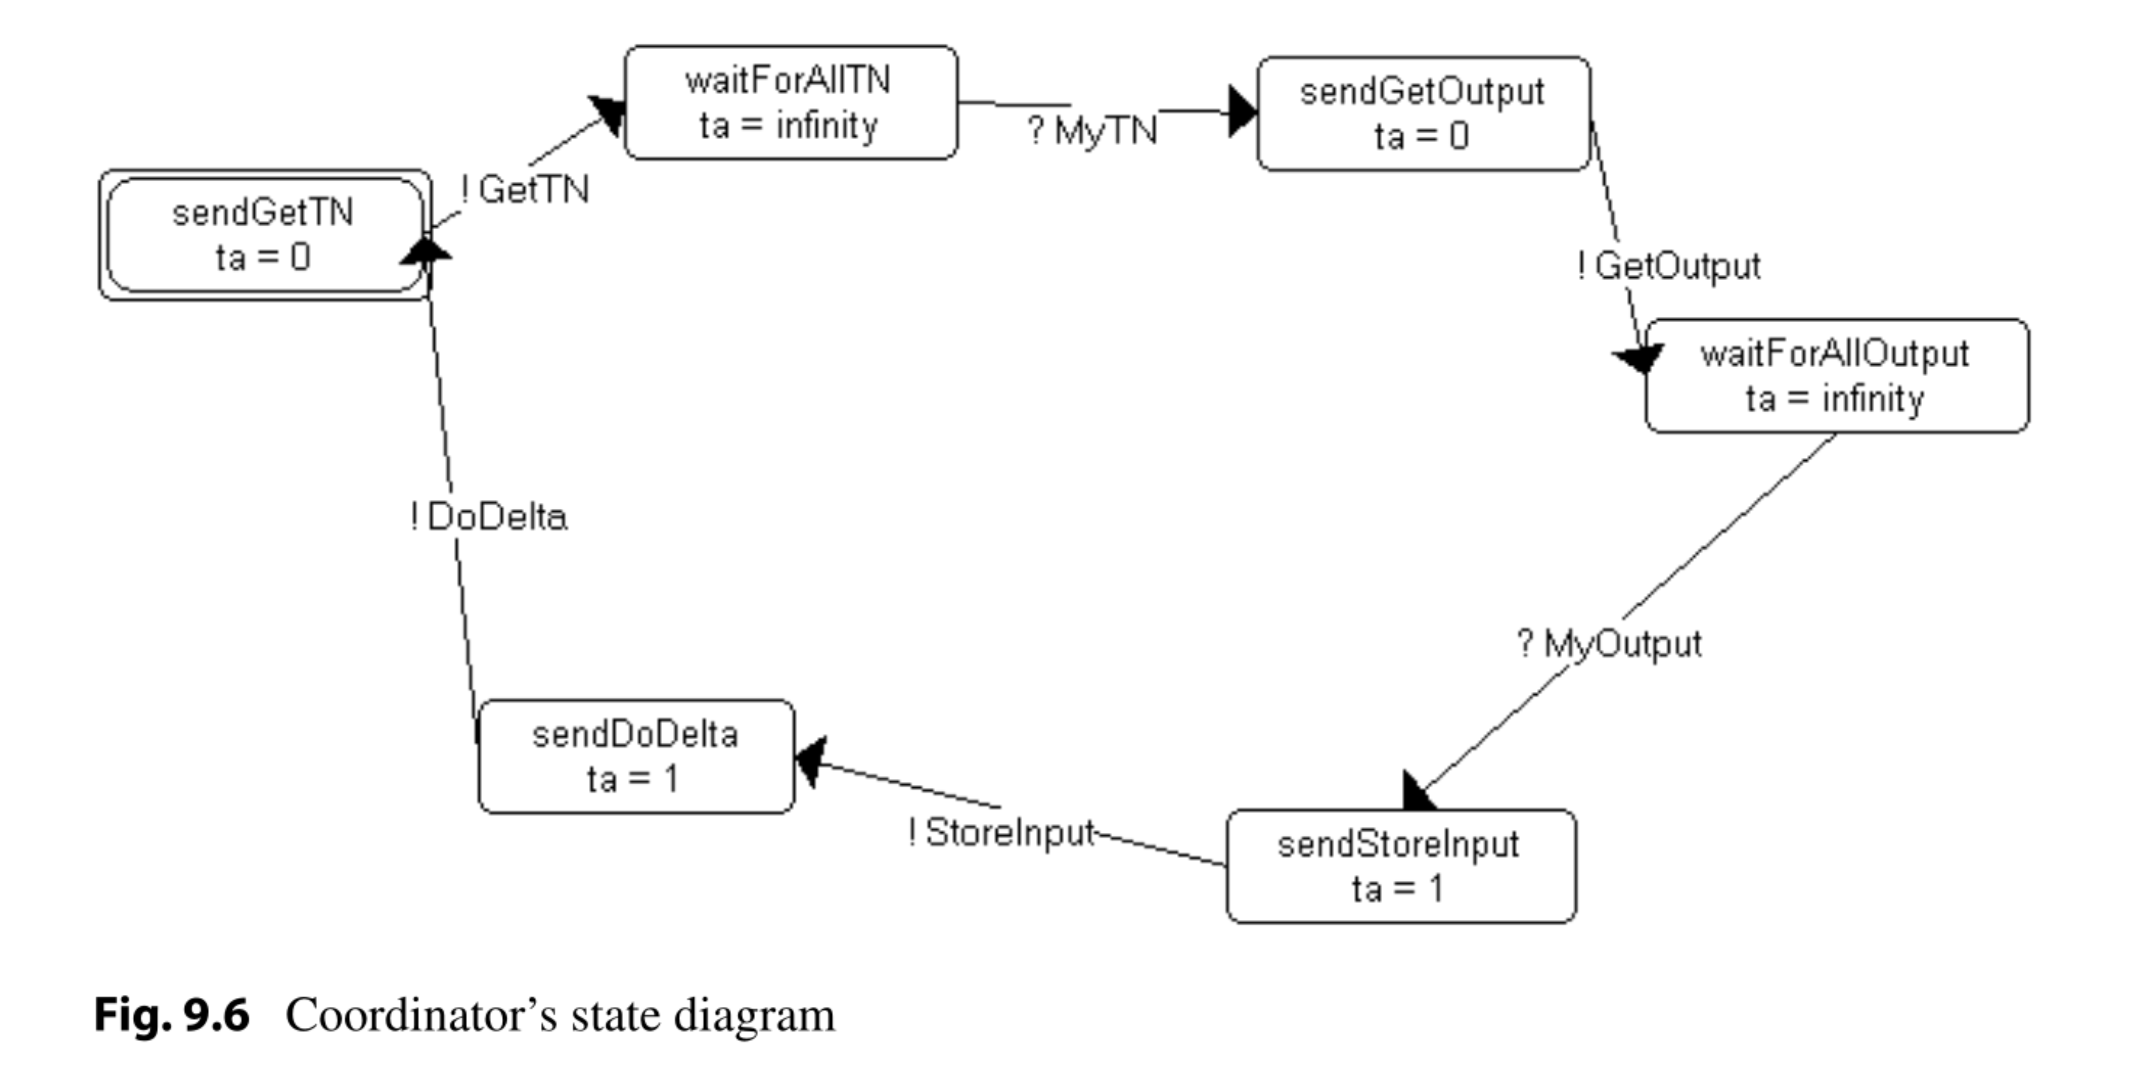 waitForAllTN
ta = infinity
sendGetOutput
ta = 0
? MyTN
sendGetTN
ta = 0
! GetTN
! GetOutput
waitForAllOutput
ta = infinity
! DoDelta
? MyOutput
sendDoDelta
ta = 1
! StoreInput
sendStoreInput
ta = 1
Fig. 9.6 Coordinator’s state diagram